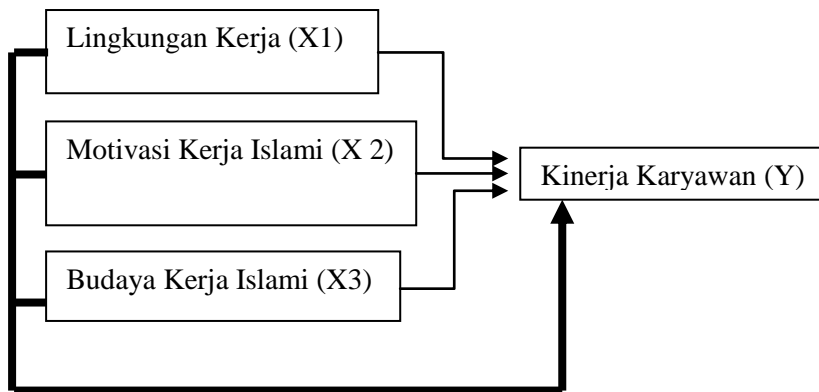 Lingkungan Kerja (X1)
Motivasi Kerja Islami (X 2)
Kinerja Karyawan (Y)
Budaya Kerja Islami (X3)